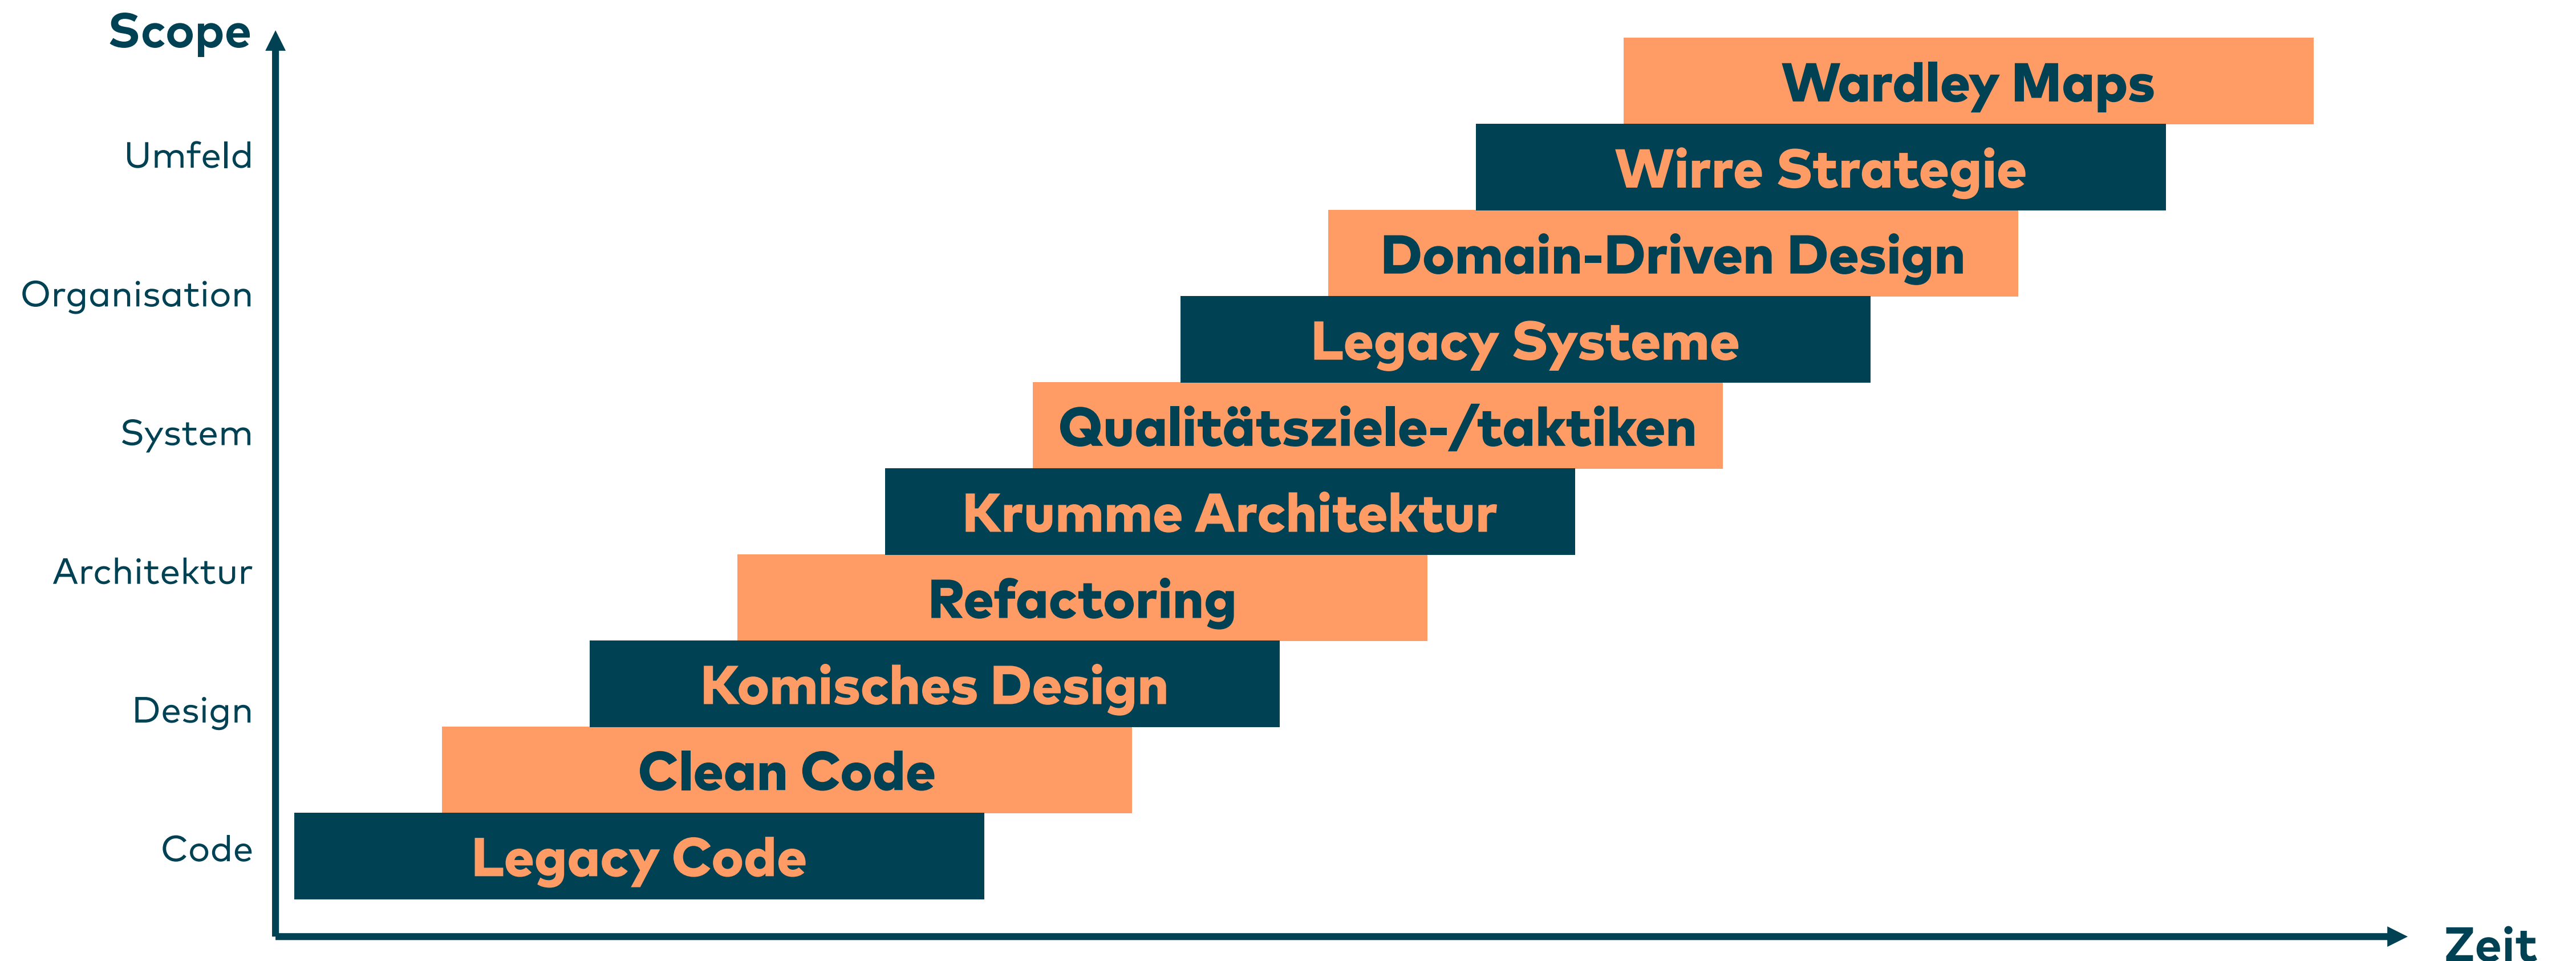 Scope
Wardley Maps
Umfeld
Wirre Strategie
Domain-Driven Design
Organisation
Legacy Systeme
System
Qualitätsziele-/taktiken
Krumme Architektur
Architektur
Refactoring
Komisches Design
Design
Clean Code
Code
Legacy Code
Zeit